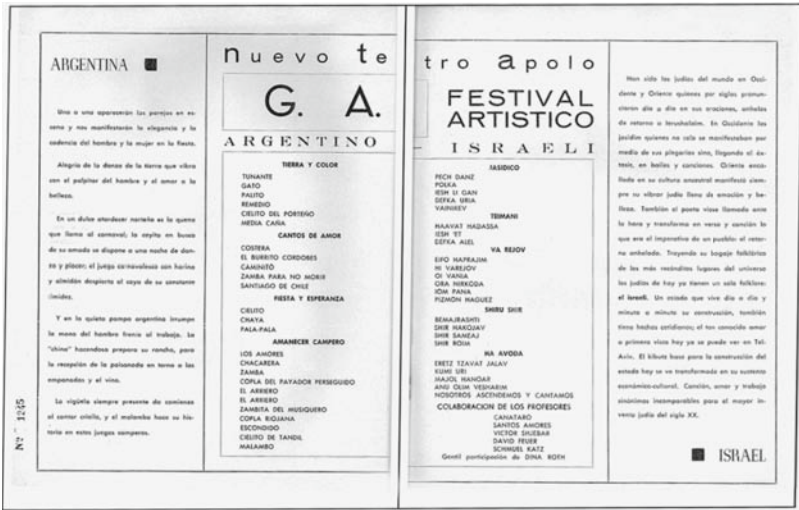 ARGENTINA
Una a una aparecerán las parejas en es-
cena y nos manifestarán la elegancia y la
cadencia del hombre y la mujer en la fiesta.
Alegría de la danza de la tierra que vibra
con el palpitar del hombre y el amor a la
belleza.
En un dulce atardecer norteño es la quena
que llama al carnaval; la coyita en busca
de su amado se dispone a una noche de dan-
za y placer; el juego carnavalesco con harina
y almidón despierta al coya de su constante
timidez.
Y en la quieta pampa argentina irrumpe
la mano del hombre frente al trabajo. La
"china" hacendosa prepara su rancho, para
la recepción de la paisanada en torno a las
empanadas y el vino.
La vigüela siempre presente da comienzo
al cantar criollo, y el malambo hace su his-
toria en estos juegos camperos.
Nº 1245
nuevo teatro apolo
G. A.
FESTIVAL
ARTISTICO
ARGENTINO - ISRAELI
TIERRA Y COLOR
TUNANTE
GATO
PALITO
REMEDIO
CIELITO DEL PORTEÑO
MEDIA CAÑA
CANTOS DE AMOR
COSTERA
EL BURRITO CORDOBES
CAMINITO
ZAMBA PARA NO MORIR
SANTIAGO DE CHILE
FIESTA Y ESPERANZA
CIELITO
CHAYA
PALA-PALA
AMANECER CAMPERO
LOS AMORES
CHACARERA
ZAMBA
COPLA DEL PAYADOR PERSEGUIDO
EL ARRIERO
EL ARRIERO
ZAMBITA DEL MUSIQUERO
COPLA RIOJANA
ESCONDIDO
CIELITO DE TANDIL
MALAMBO
JASIDICO
PECH DANZ
POLKA
IESH LI GAN
DEFKA URIA
VAINIKEV
TEIMANI
HAAVAT HADASSA
IESH 'ET
DEFKA ALEL
VA REJOV
EIFO HAPRAJIM
HI VAREJOV
OI VANIA
ORA NIRKODA
IOM PANA
PIZMON HAGUEZ
SHIRU SHIR
BEMAJRASHTI
SHIR HAKOJAV
SHIR SAMEAJ
SHIR ROIM
HA AVODA
ERETZ TZAVAT JALAV
KUMI URI
MAJOL HANOAR
ANU OLIM VESHARIM
NOSOTROS ASCENDEMOS Y CANTAMOS
COLABORACION DE LOS PROFESORES
CANATARO
SANTOS AMORES
VICTOR SHJEBAR
DAVID FEUER
SCHMUEL KATZ
Gentil participación de DINA ROTH
Han sido los judíos del mundo en Occi-
dente y Oriente quienes por siglos pronun-
ciaron día a día en sus oraciones, anhelos
de retorno a Ierushalaim. En Occidente los
jasidim quienes no solo se manifestaban por
medio de sus plegarias sino, llegando al éx-
tasis, en bailes y canciones. Oriente enca-
llado en su cultura ancestral manifestó siem-
pre su vibrar judío lleno de emoción y be-
lleza. También el poeta viose llamado ante
la hora y transforma en verso y canción lo
que era el imperativo de un pueblo: el retor-
no anhelado. Trayendo su bagaje folklórico
de los más recónditos lugares del universo
los judíos de hoy ya tienen un solo folklore:
el israelí. Un estado que vive día a día y
minuto a minuto su construcción, también
tiene hechos cotidianos; el tan conocido amor
a primera vista hoy ya se puede ver en Tel-
Aviv. El kibutz base para la construcción del
estado hoy se va transformado en su sustento
económico-cultural. Canción, amor y trabajo
sinónimos incomparables para el mayor in-
vento judío del siglo XX.
ISRAEL